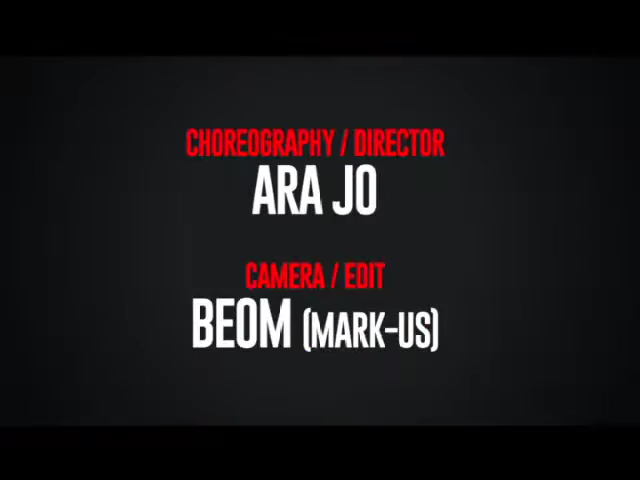 CHOREOGRAPHY / DIRECTOR
ARA JO
CAMERA / EDIT
BEOM (MARK-US)